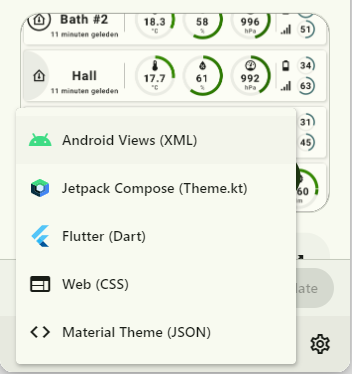 Bath #2
11 minuten geleden
18.3
°C
58
%
996
hPa
51
Hall
11 minuten geleden
17.7
°C
61
%
992
hPa
34
63
31
45
60
min
Android Views (XML)
Jetpack Compose (Theme.kt)
Flutter (Dart)
Web (CSS)
Material Theme (JSON)
date